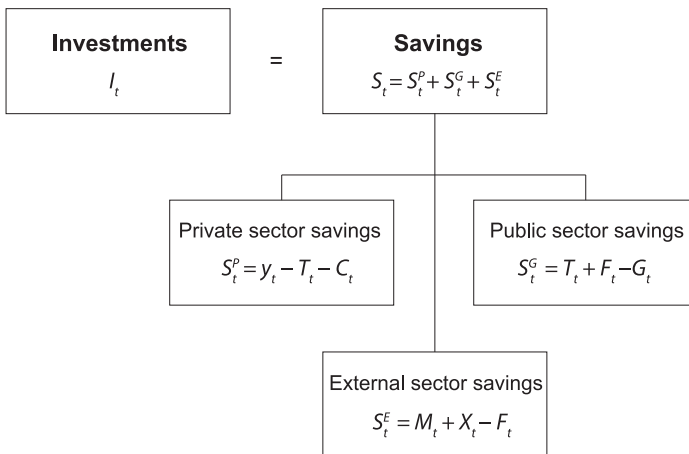 Investments
I_t
=
Savings
S_t = S_t^P + S_t^G + S_t^E
Private sector savings
S_t^P = y_t – T_t – C_t
Public sector savings
S_t^G = T_t + F_t –G_t
External sector savings
S_t^E = M_t + X_t – F_t